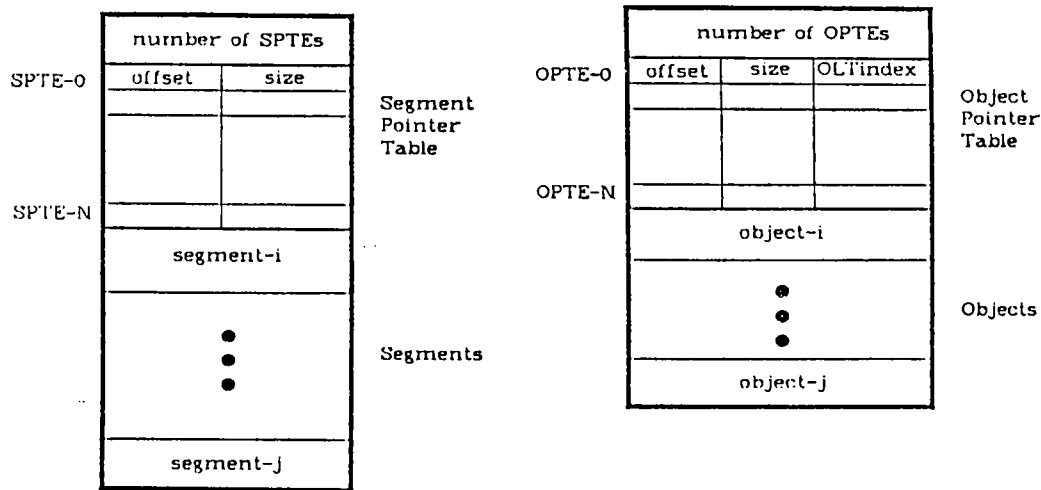 number of SPTEs
SPTE-0
offset
size
Segment
Pointer
Table
SPTE-N
segment-i
Segments
segment-j
number of OPTEs
OPTE-0
offset
size
OLTindex
Object
Pointer
Table
OPTE-N
object-i
Objects
object-j